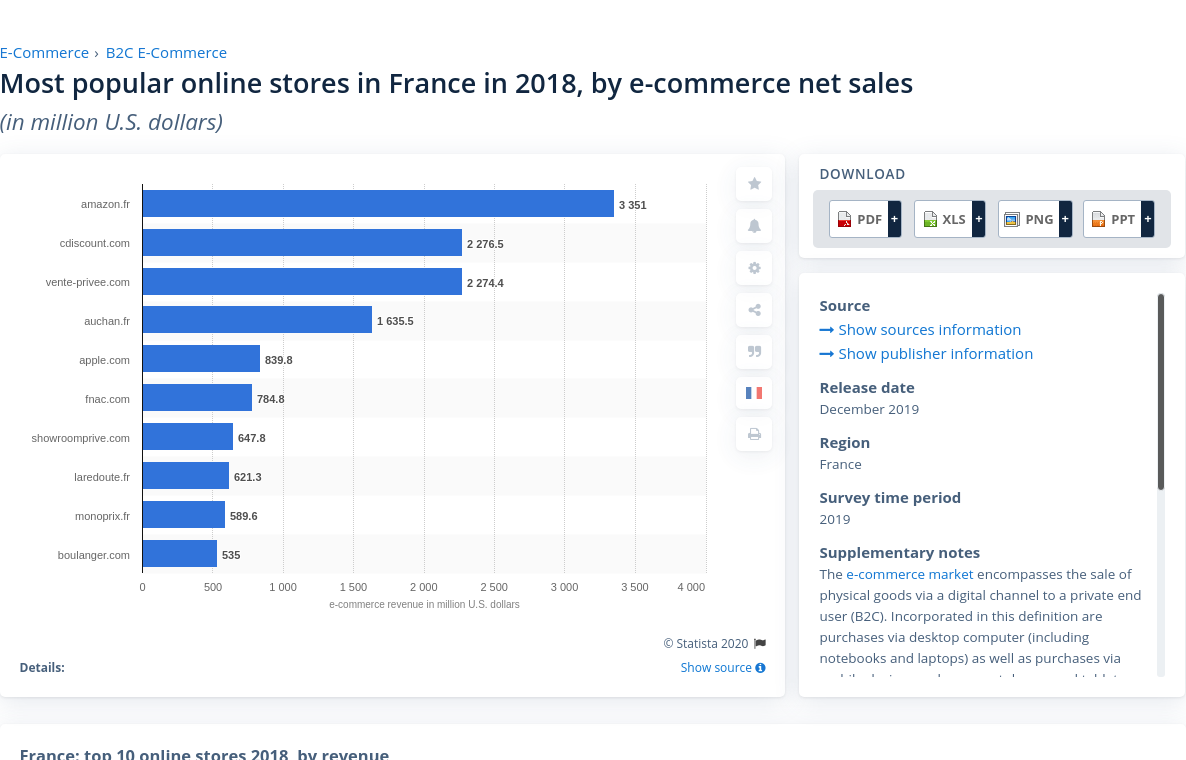 E-Commerce › B2C E-Commerce
Most popular online stores in France in 2018, by e-commerce net sales
(in million U.S. dollars)
amazon.fr 3 351
cdiscount.com 2 276.5
vente-privee.com 2 274.4
auchan.fr 1 635.5
apple.com 839.8
fnac.com 784.8
showroomprive.com 647.8
laredoute.fr 621.3
monoprix.fr 589.6
boulanger.com 535
0 500 1 000 1 500 2 000 2 500 3 000 3 500 4 000
e-commerce revenue in million U.S. dollars
© Statista 2020
Details:
Show source
DOWNLOAD
PDF + XLS + PNG + PPT +
Source
Show sources information
Show publisher information
Release date
December 2019
Region
France
Survey time period
2019
Supplementary notes
The e-commerce market encompasses the sale of
physical goods via a digital channel to a private end
user (B2C). Incorporated in this definition are
purchases via desktop computer (including
notebooks and laptops) as well as purchases via
France: top 10 online stores 2018, by revenue